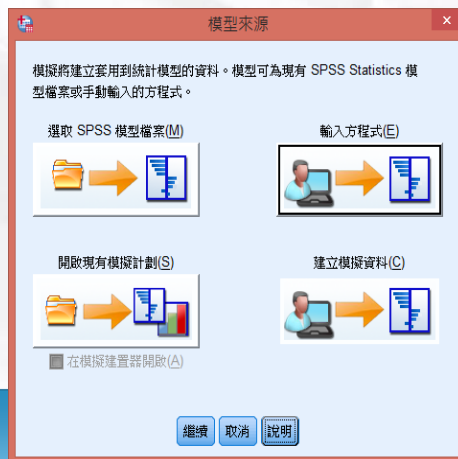 模型來源
模擬將建立套用到統計模型的資料。模型可為現有 SPSS Statistics 模
型檔案或手動輸入的方程式。
選取 SPSS 模型檔案(M)
輸入方程式(E)
開啟現有模擬計劃(S)
建立模擬資料(C)
在模擬建置器開啟(A)
繼續 取消 說明